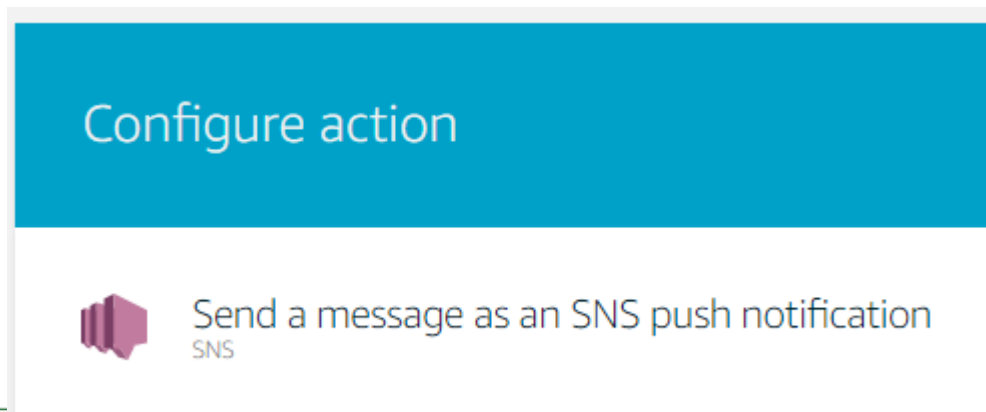 Configure action
Send a message as an SNS push notification
SNS